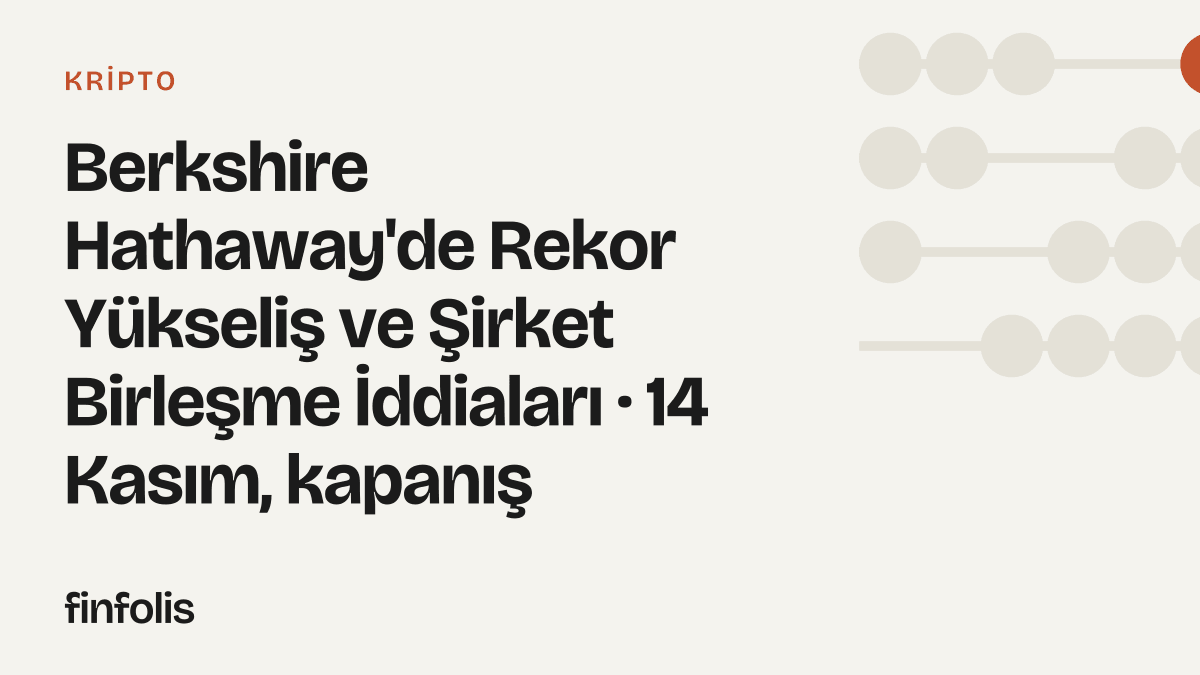 KRİPTO
Berkshire
Hathaway'de Rekor
Yükseliş ve Şirket
Birleşme İddiaları · 14
Kasım, kapanış
finfolis